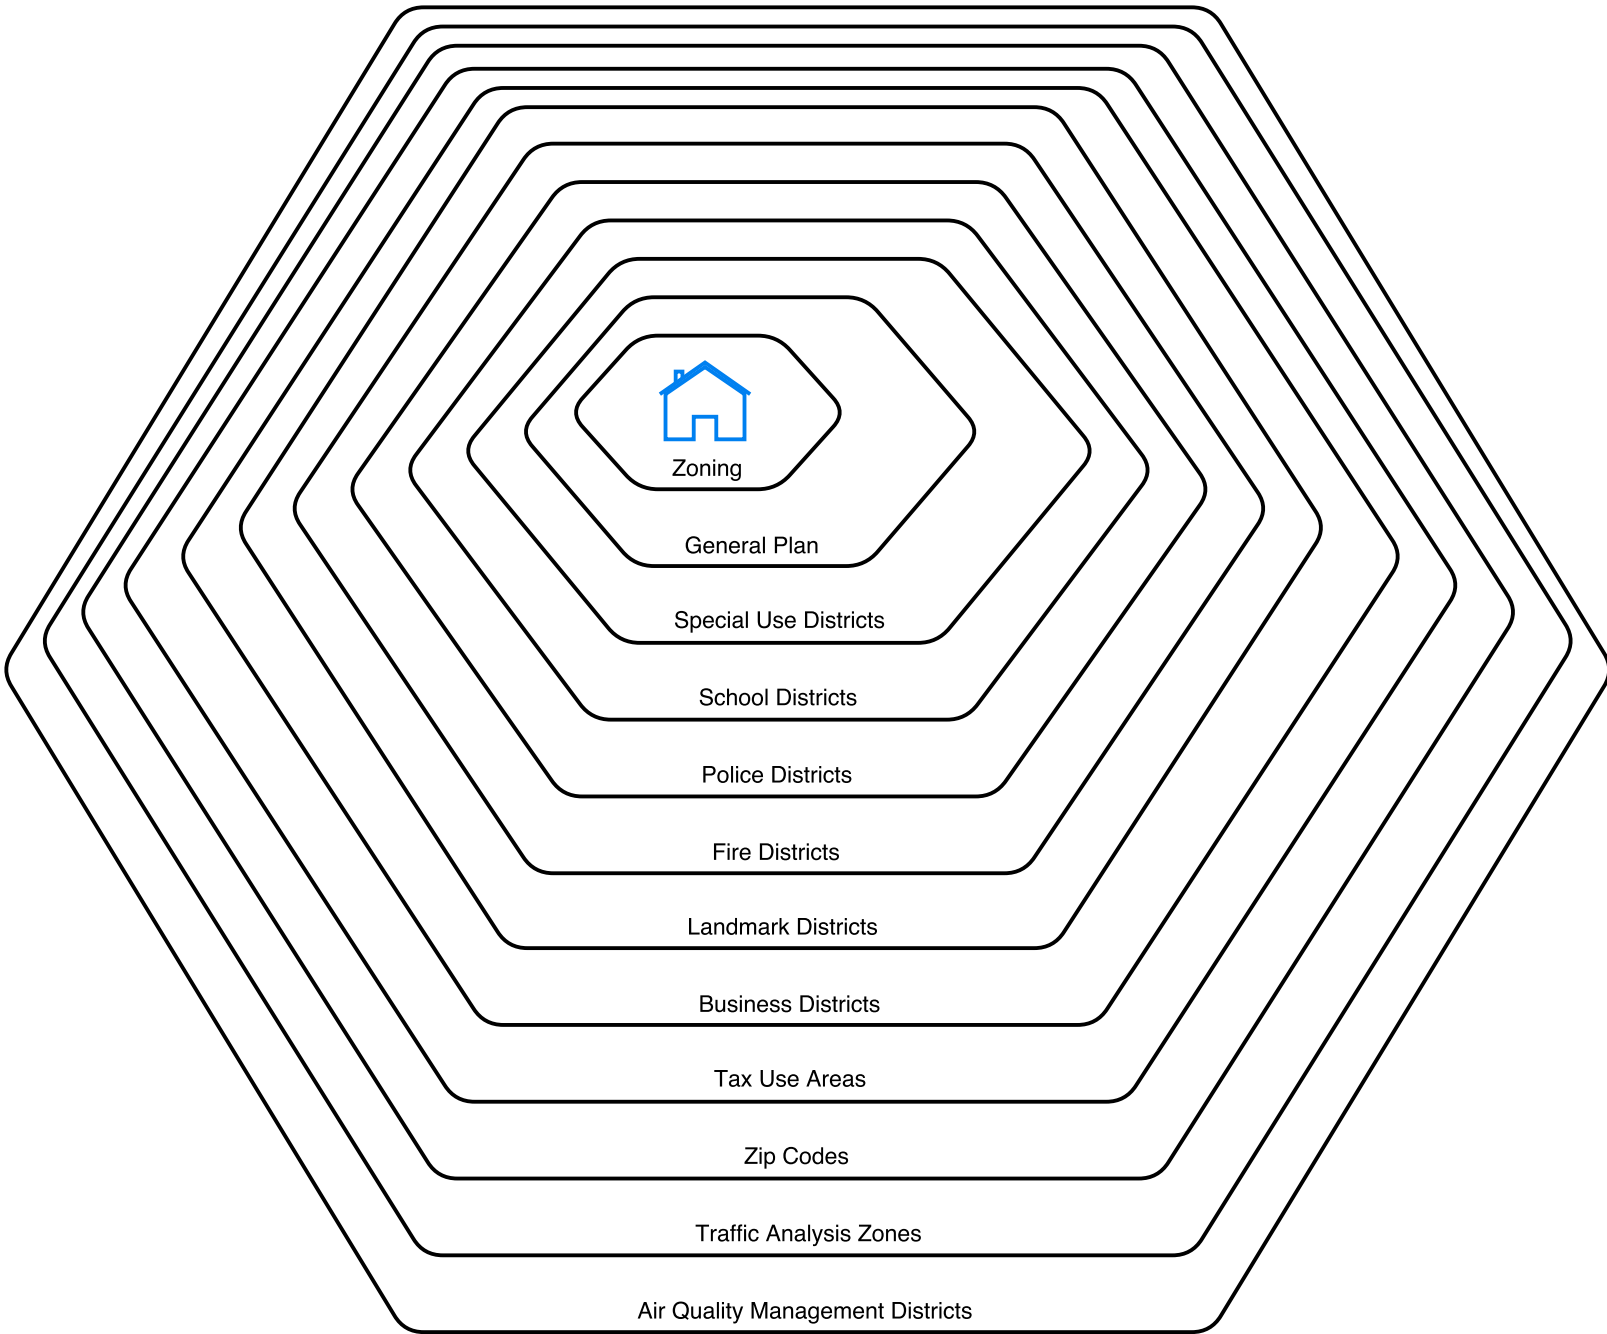 Zoning
General Plan
Special Use Districts
School Districts
Police Districts
Fire Districts
Landmark Districts
Business Districts
Tax Use Areas
Zip Codes
Traffic Analysis Zones
Air Quality Management Districts